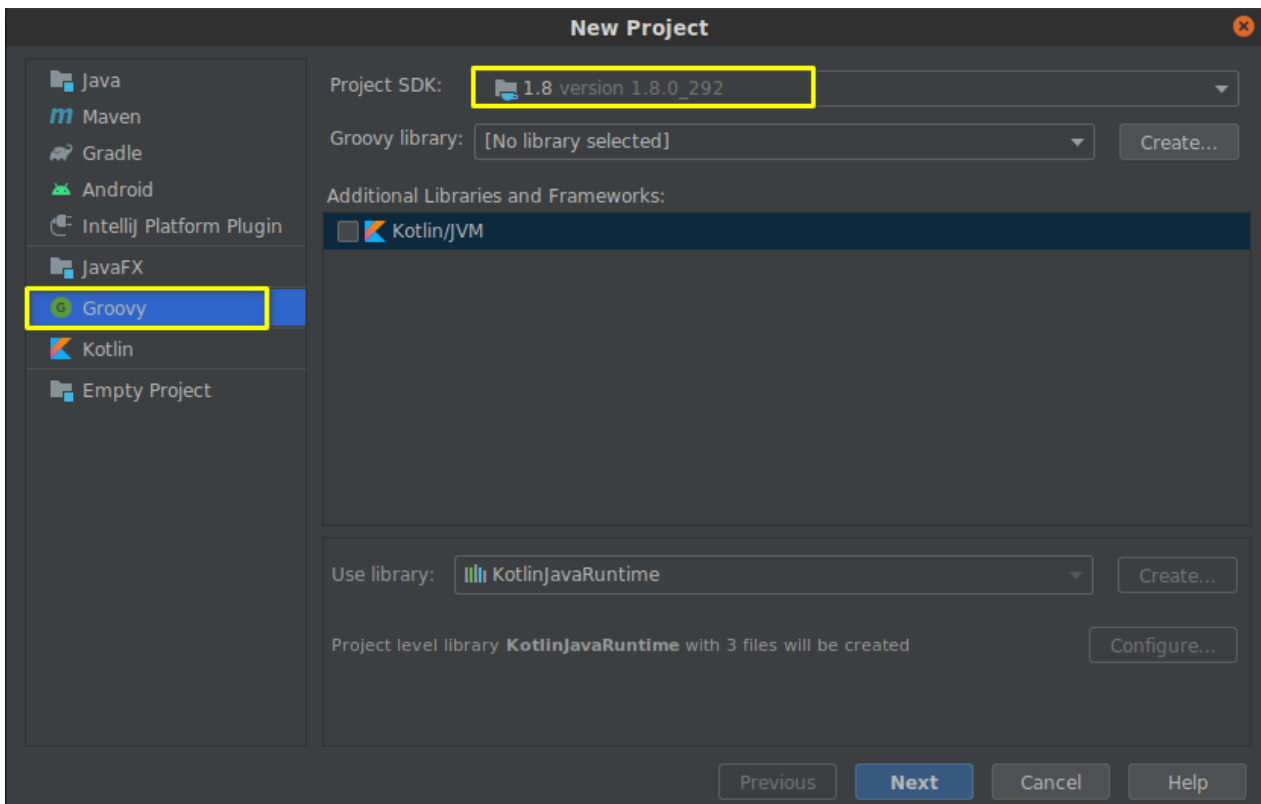 New Project
Java
Maven
Gradle
Android
IntelliJ Platform Plugin
JavaFX
Groovy
Kotlin
Empty Project
Project SDK: 1.8 version 1.8.0_292
Groovy library: [No library selected] Create...
Additional Libraries and Frameworks:
Kotlin/JVM
Use library: KotlinJavaRuntime Create...
Project level library KotlinJavaRuntime with 3 files will be created Configure...
Previous Next Cancel Help